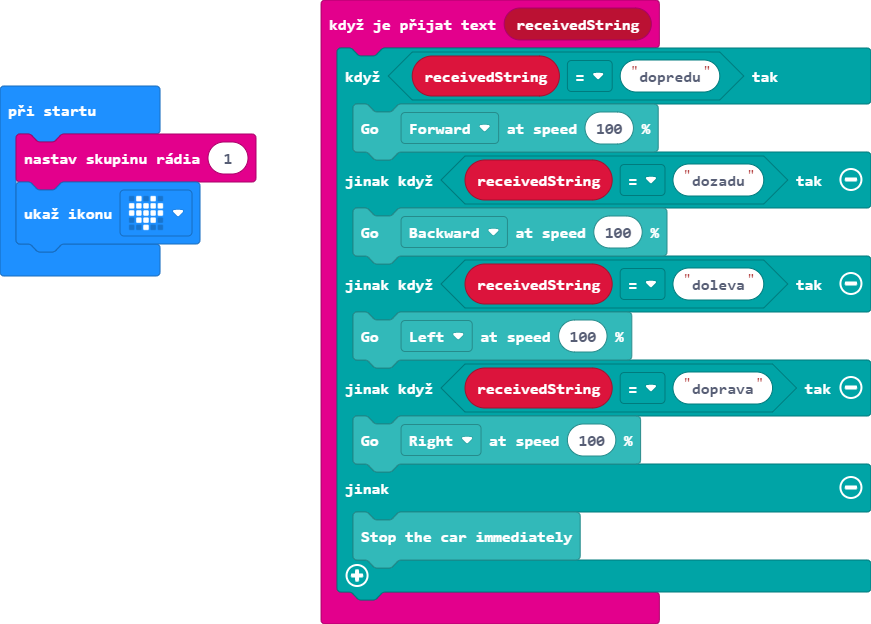 při startu
nastav skupinu rádia 1
ukaž ikonu
když je přijat text receivedString
když receivedString = "dopredu" tak
Go Forward at speed 100 %
jinak když receivedString = "dozadu" tak
Go Backward at speed 100 %
jinak když receivedString = "doleva" tak
Go Left at speed 100 %
jinak když receivedString = "doprava" tak
Go Right at speed 100 %
jinak
Stop the car immediately